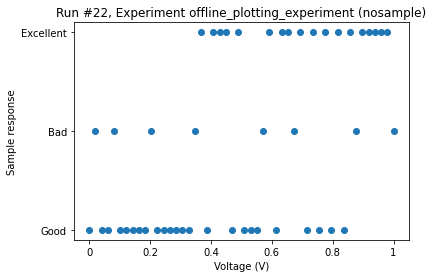 Run #22, Experiment offline_plotting_experiment (nosample)
Excellent
Bad
Good
Sample response
0
0.2
0.4
0.6
0.8
1
Voltage (V)